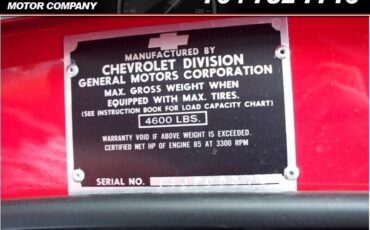 MOTOR COMPANY
MANUFACTURED BY
CHEVROLET DIVISION
GENERAL MOTORS CORPORATION
MAX. GROSS WEIGHT WHEN
EQUIPPED WITH MAX. TIRES.
(SEE INSTRUCTION BOOK FOR LOAD CAPACITY CHART)
4600 LBS.
WARRANTY VOID IF ABOVE WEIGHT IS EXCEEDED.
CERTIFIED NET HP OF ENGINE 85 AT 3300 RPM
SERIAL NO.